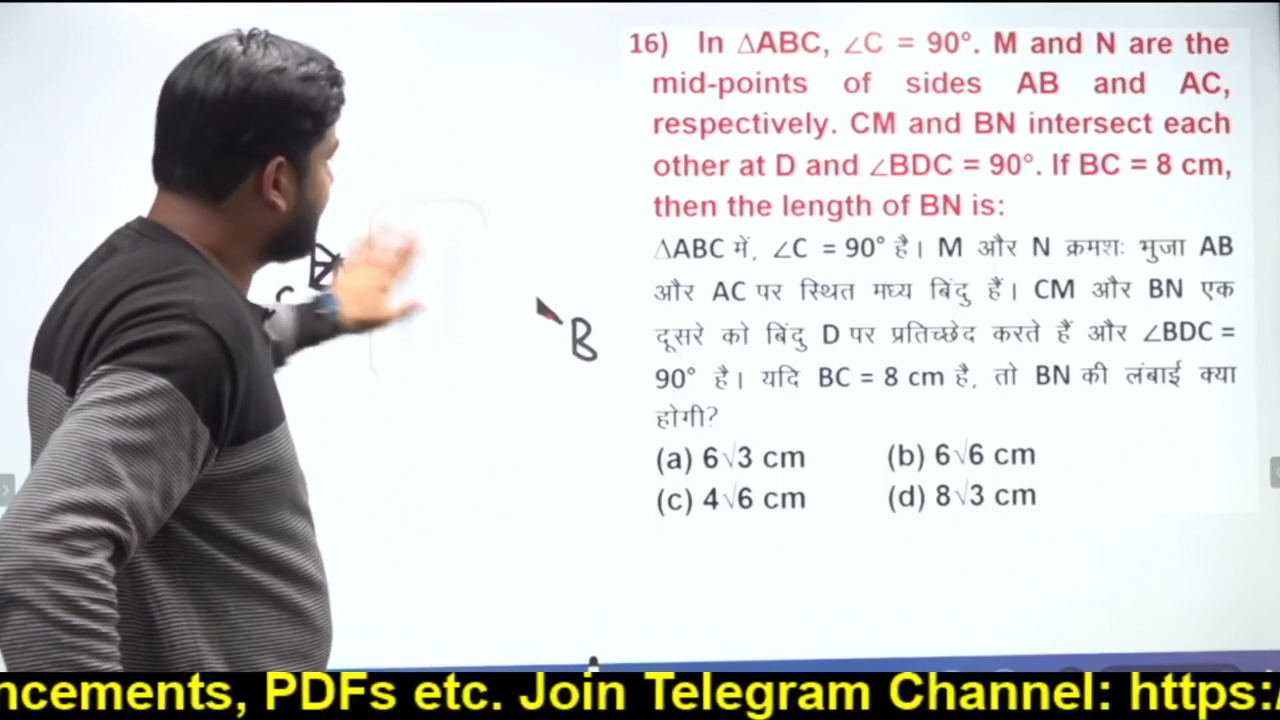 16) In △ABC, ∠C = 90°. M and N are the
mid-points of sides AB and AC,
respectively. CM and BN intersect each
other at D and ∠BDC = 90°. If BC = 8 cm,
then the length of BN is:
△ABC में, ∠C = 90° है। M और N क्रमशः भुजा AB
और AC पर स्थित मध्य बिंदु हैं। CM और BN एक
दूसरे को बिंदु D पर प्रतिच्छेद करते हैं और ∠BDC =
90° है। यदि BC = 8 cm है, तो BN की लंबाई क्या
होगी?
(a) 6√3 cm (b) 6√6 cm
(c) 4√6 cm (d) 8√3 cm
B
ncements, PDFs etc. Join Telegram Channel: https:/